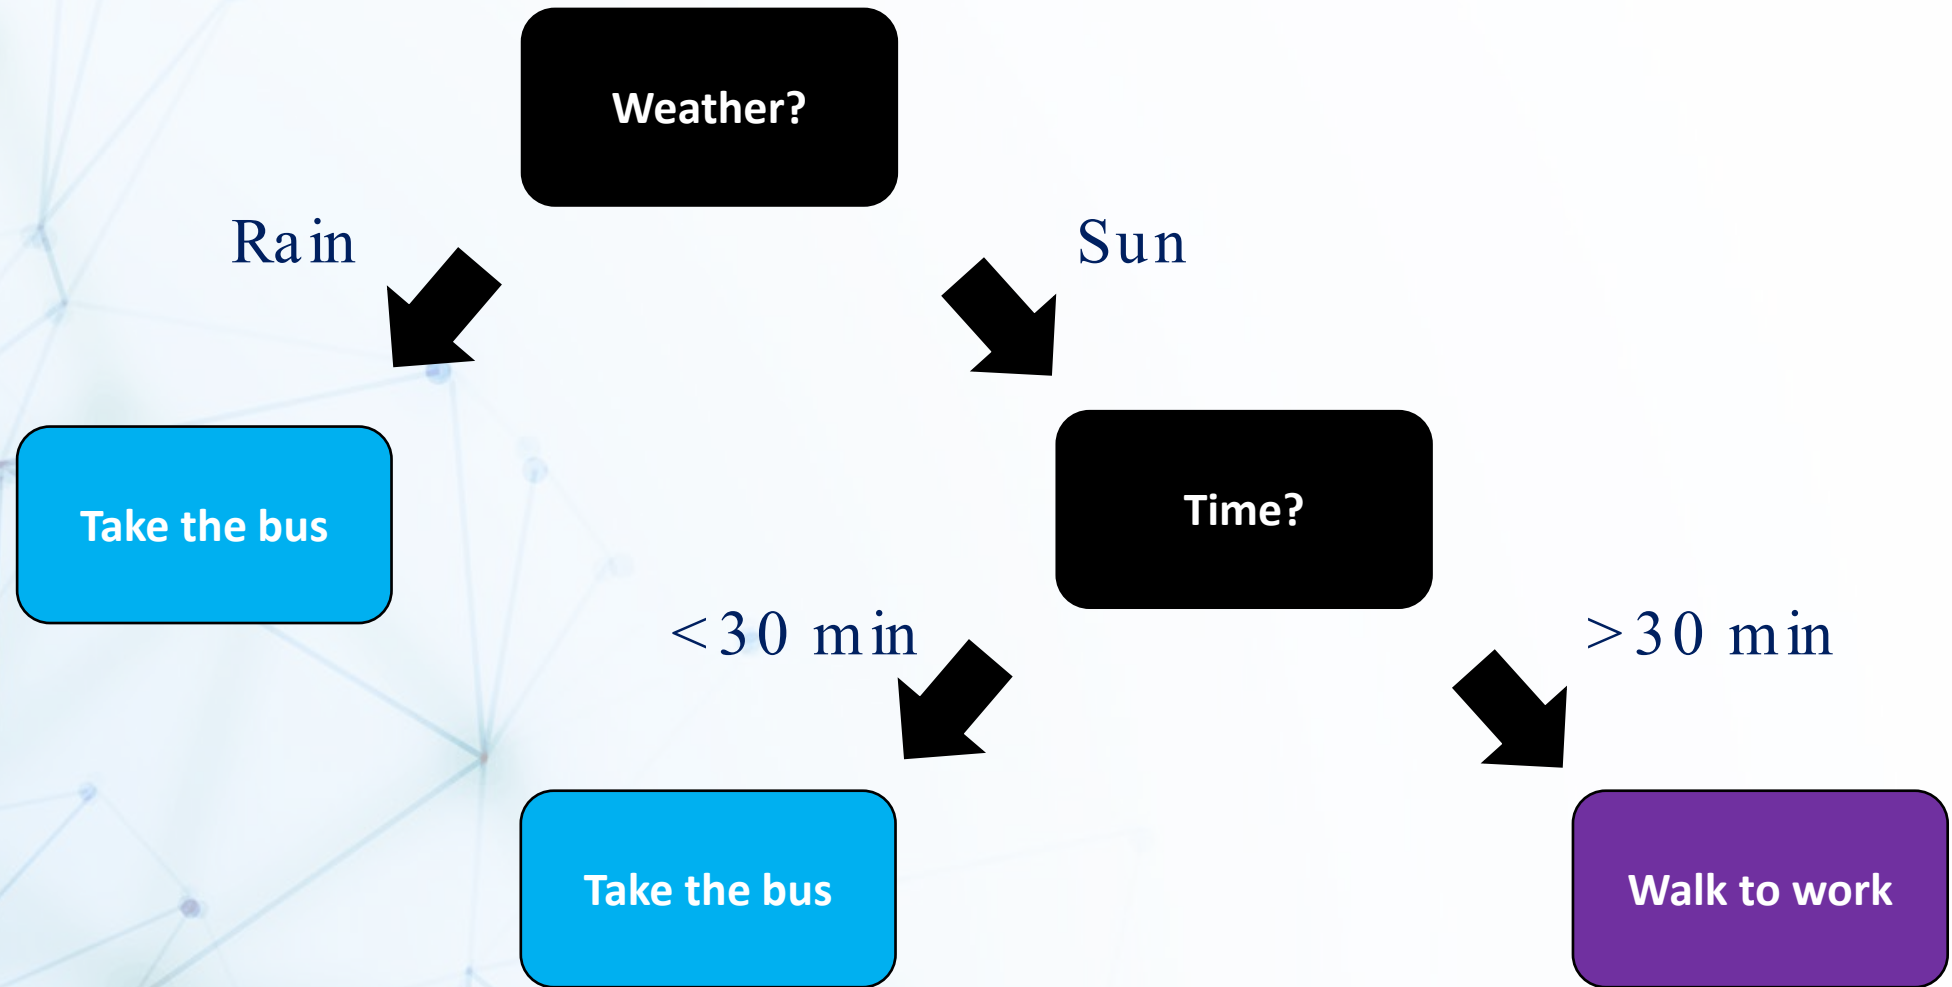 Weather?
Rain
Sun
Take the bus
Time?
<30 min
>30 min
Take the bus
Walk to work